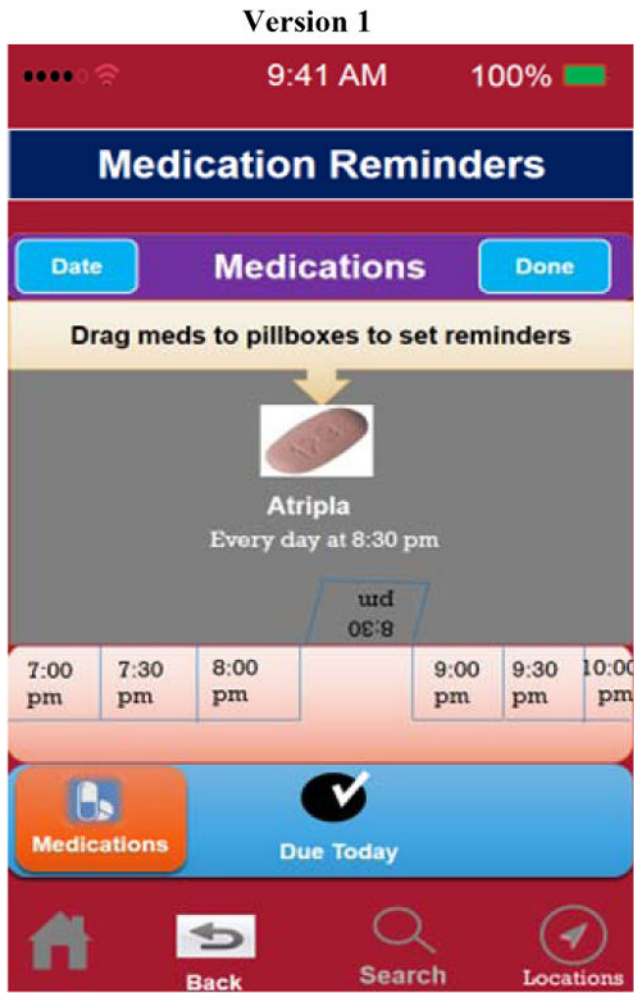 Version 1
9:41 AM 100%
Medication Reminders
Date Medications Done
Drag meds to pillboxes to set reminders
123
Atripla
Every day at 8:30 pm
8:30
pm
7:00 7:30 8:00 9:00 9:30 10:00
pm pm pm pm pm pm
Medications Due Today
Back Search Locations